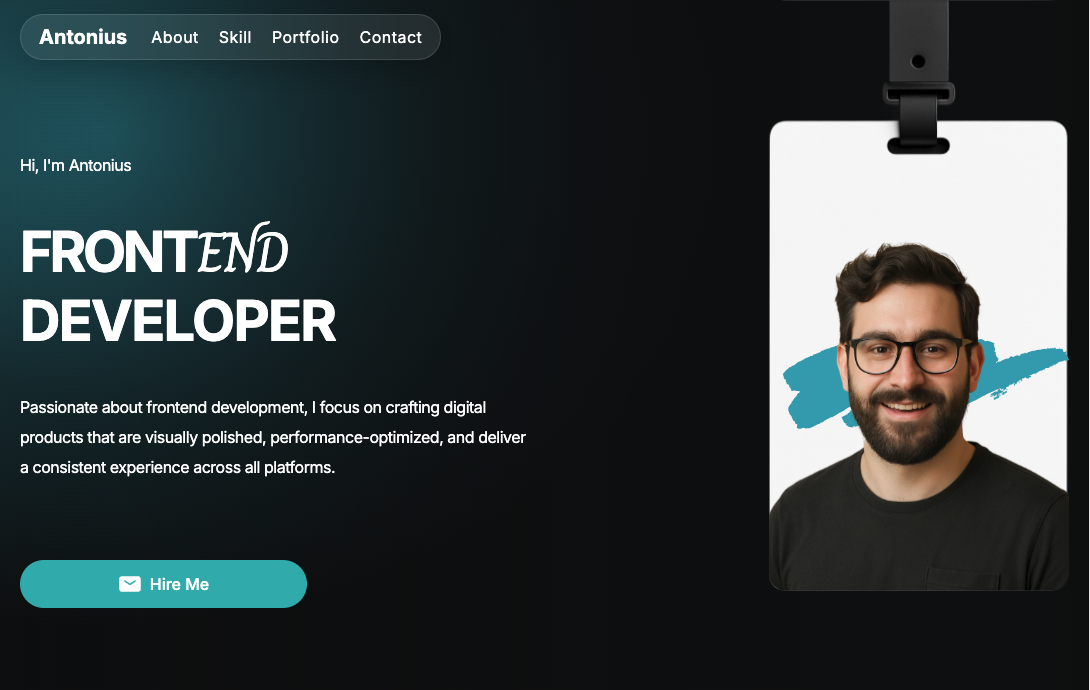 Antonius About Skill Portfolio Contact
Hi, I'm Antonius
FRONTEND
DEVELOPER
Passionate about frontend development, I focus on crafting digital
products that are visually polished, performance-optimized, and deliver
a consistent experience across all platforms.
Hire Me